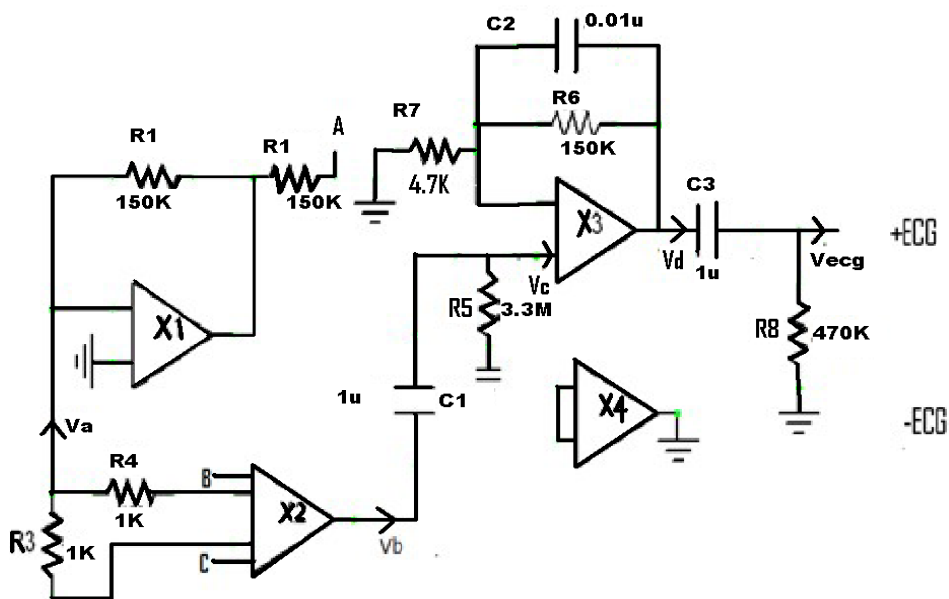 C2 0.01u
R7 R6
A
R1 R1 4.7K 150K
150K 150K C3
X3 +ECG
Vd Vecg
Vc 1u
X1 R5 3.3M R8 470K
1u C1
Va X4 -ECG
R4 B
X2
R3 1K
1K Vb
C